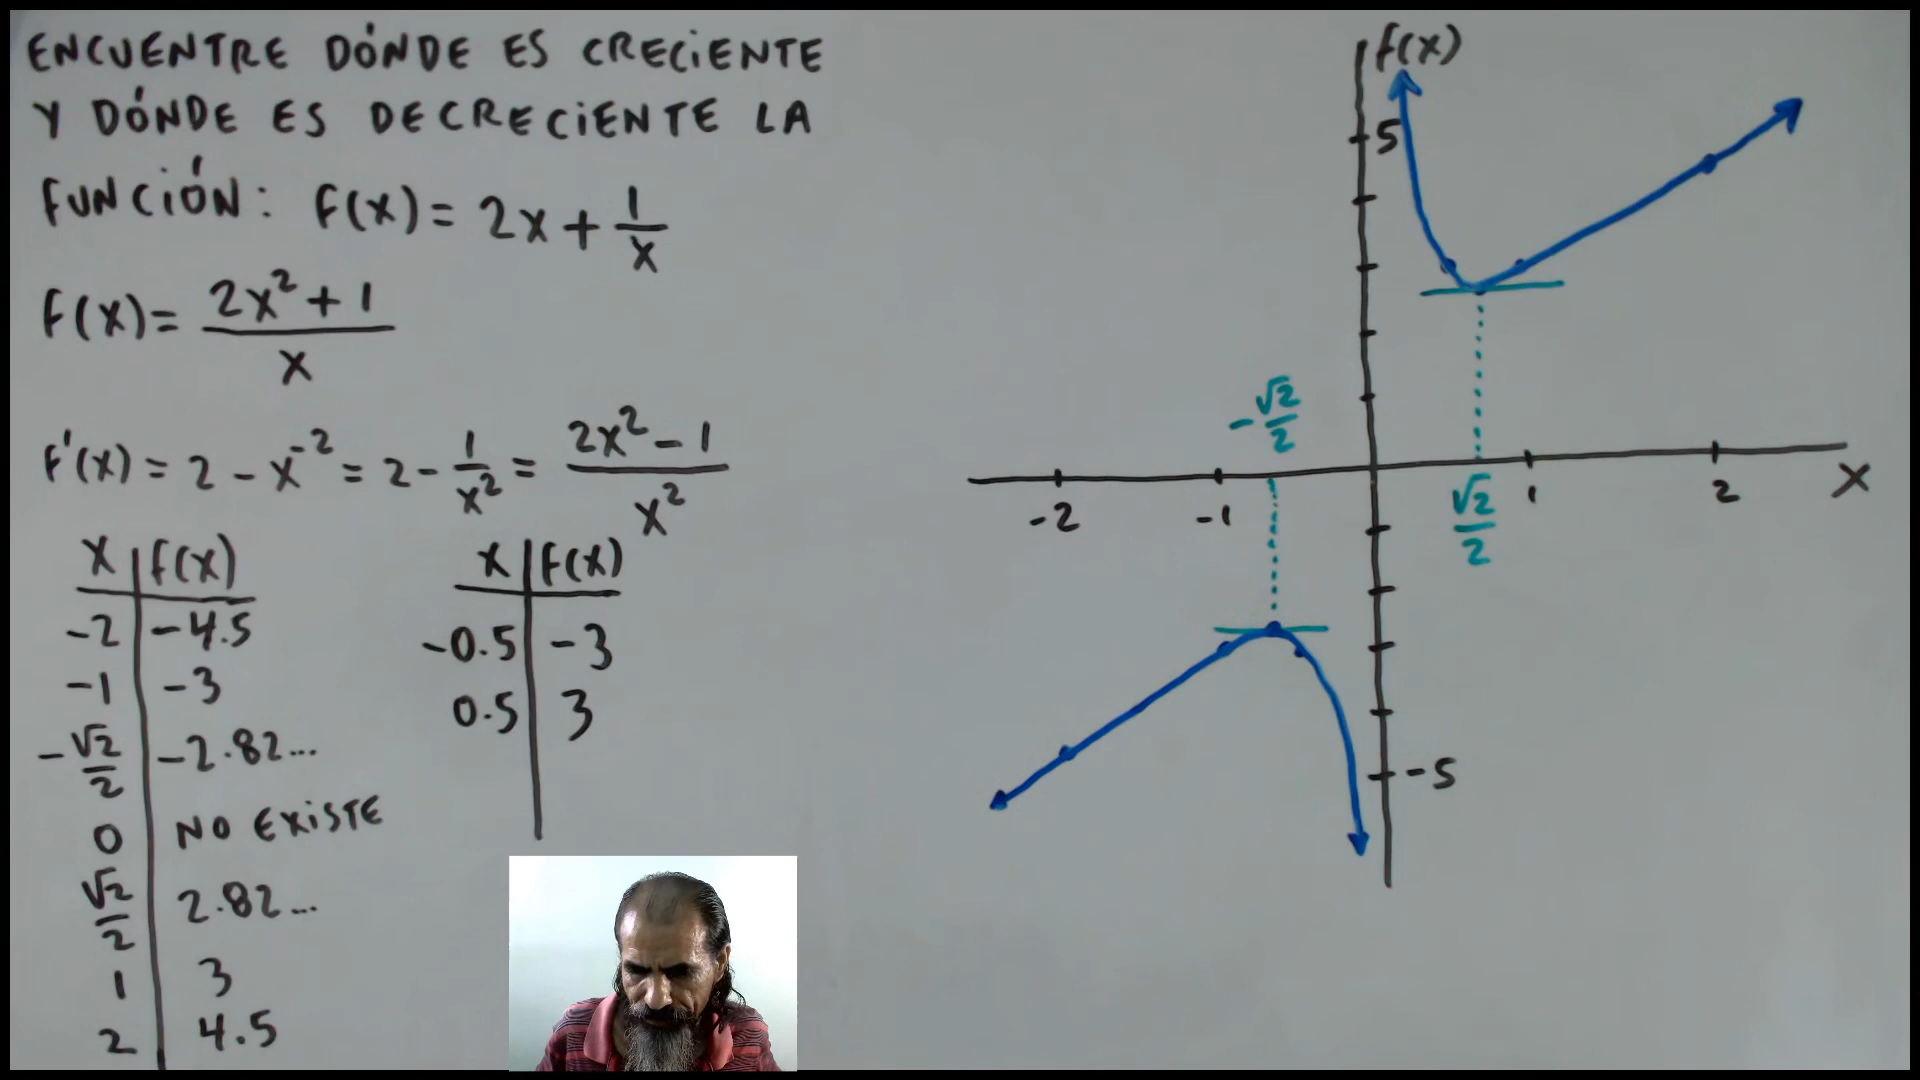 ENCUENTRE DÓNDE ES CRECIENTE
Y DÓNDE ES DECRECIENTE LA
FUNCIÓN: f(x) = 2x + 1/x
f(x) = (2x² + 1)/x
f'(x) = 2 - x⁻² = 2 - 1/x² = (2x² - 1)/x²
x | f(x)
-2 | -4.5
-1 | -3
-√2/2 | -2.82...
0 | NO EXISTE
√2/2 | 2.82...
1 | 3
2 | 4.5
x | f(x)
-0.5 | -3
0.5 | 3
f(x)
5
-√2/2
-2 -1 √2/2 1 2 X
-5